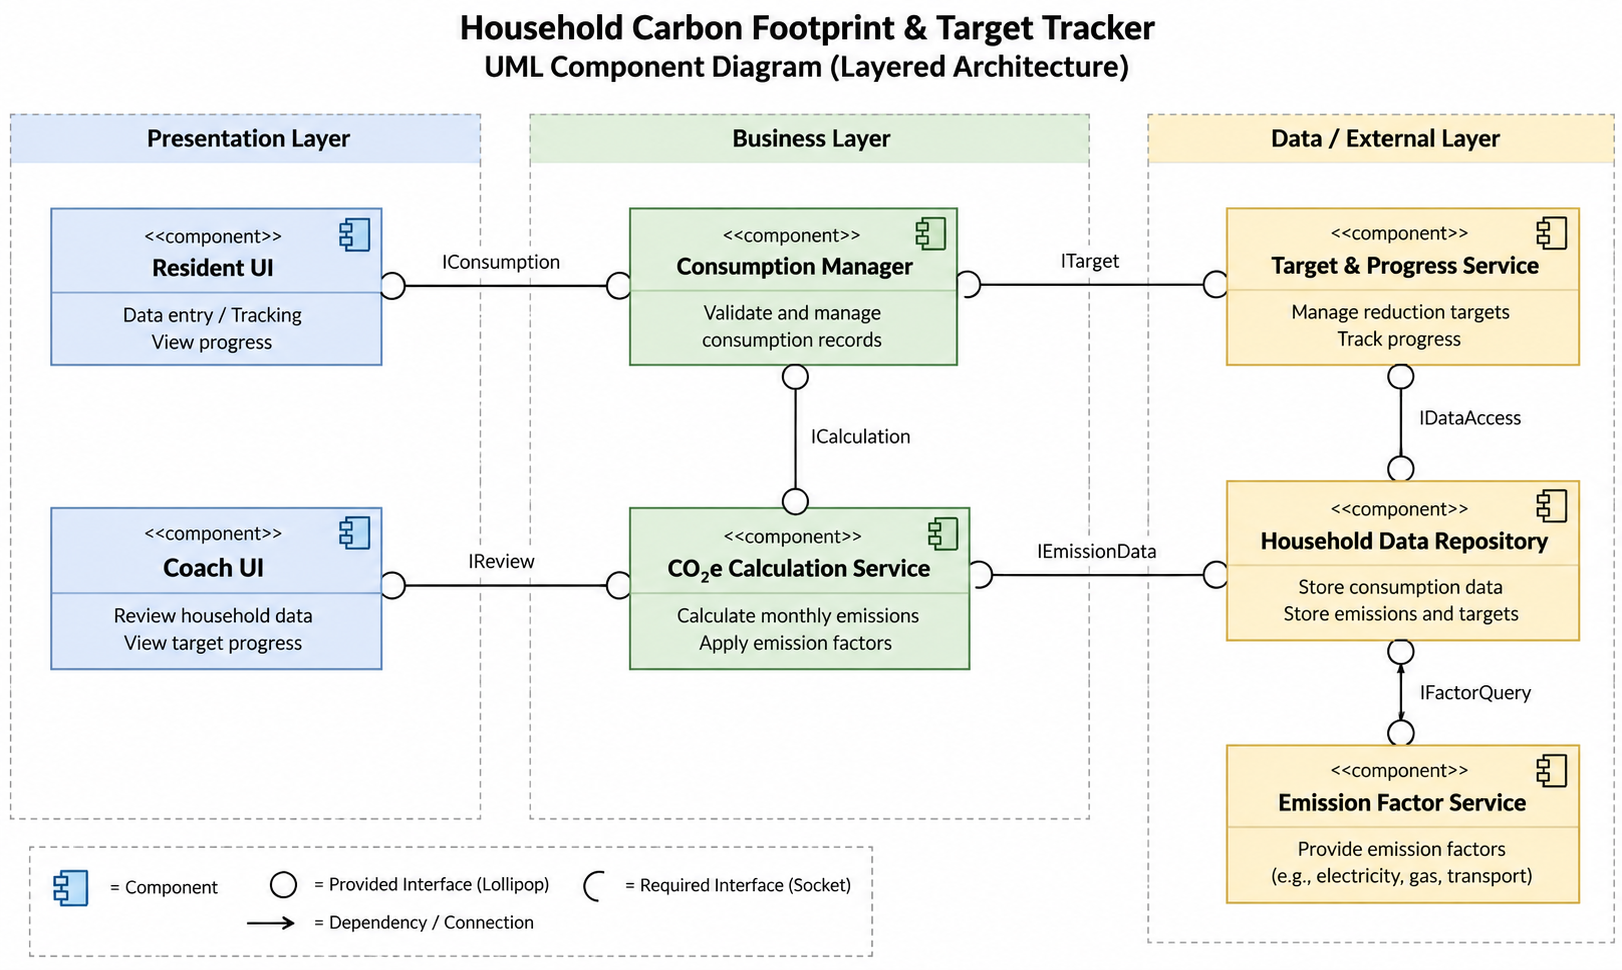 Household Carbon Footprint & Target Tracker
UML Component Diagram (Layered Architecture)
Presentation Layer
<<component>>
Resident UI
Data entry / Tracking
View progress
IConsumption
<<component>>
Coach UI
Review household data
View target progress
IReview
Business Layer
<<component>>
Consumption Manager
Validate and manage
consumption records
ITarget
ICalculation
<<component>>
CO₂e Calculation Service
Calculate monthly emissions
Apply emission factors
IEmissionData
Data / External Layer
<<component>>
Target & Progress Service
Manage reduction targets
Track progress
IDataAccess
<<component>>
Household Data Repository
Store consumption data
Store emissions and targets
IFactorQuery
<<component>>
Emission Factor Service
Provide emission factors
(e.g., electricity, gas, transport)
= Component
= Provided Interface (Lollipop)
= Required Interface (Socket)
= Dependency / Connection